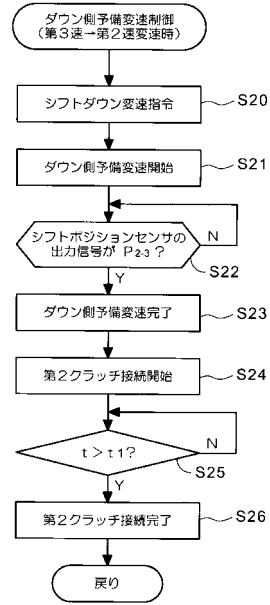 ダウン側予備変速制御
（第3速→第2速変速時）
シフトダウン変速指令
S20
ダウン側予備変速開始
S21
シフトポジションセンサの
出力信号が P2-3 ?
N
S22
Y
ダウン側予備変速完了
S23
第2クラッチ接続開始
S24
t>t1?
N
S25
Y
第2クラッチ接続完了
S26
戻り